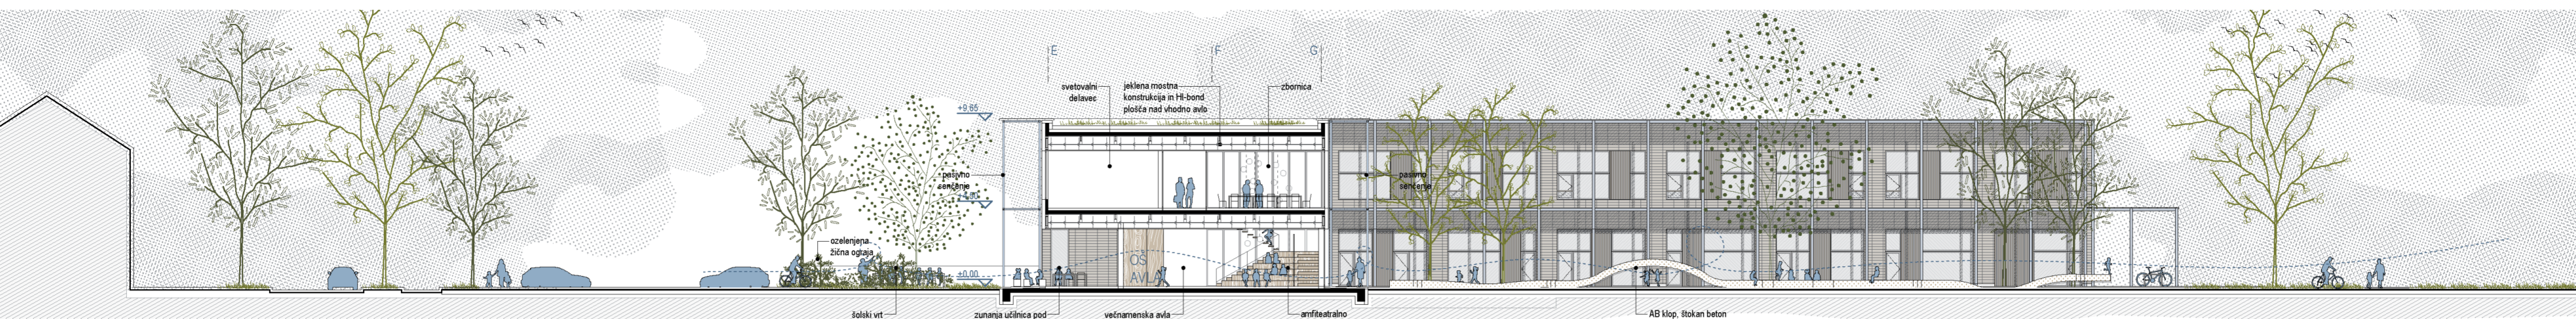 E
F
G
svetovalni
delavec
jeklena mostna
konstrukcija in HI-bond
plošča nad vhodno avlo
zbornica
+9.65
pasivno
senčenje
pasivno
senčenje
ozelenjena
žična ograja
+0,00
OŠ
AVLA
šolski vrt
zunanja učilnica pod
večnamenska avla
amfiteatralno
AB klop, štokan beton